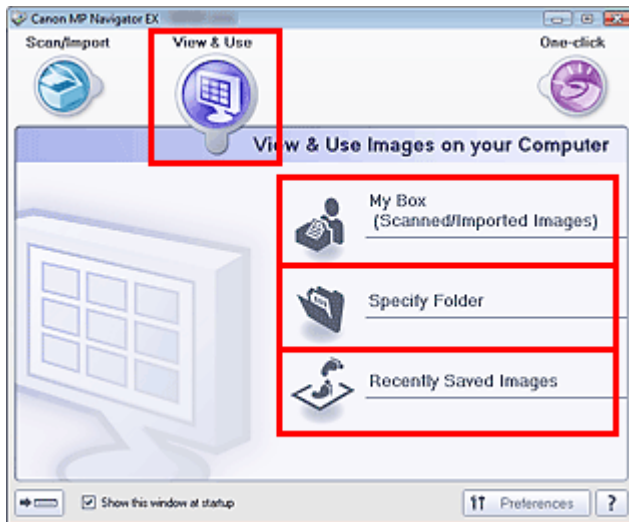 Canon MP Navigator EX
Scan/Import
View & Use
One-click
View & Use Images on your Computer
My Box
(Scanned/Imported Images)
Specify Folder
Recently Saved Images
Show this window at startup
Preferences
?